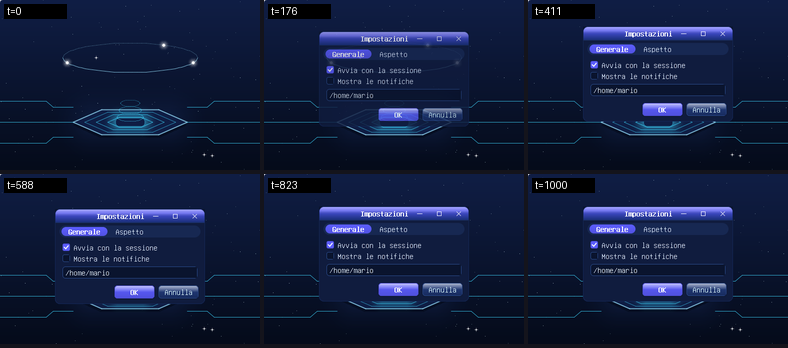 t=0
t=176
Impostazioni
Generale Aspetto
Avvia con la sessione
Mostra le notifiche
/home/mario
OK Annulla
t=411
Impostazioni
Generale Aspetto
Avvia con la sessione
Mostra le notifiche
/home/mario
OK Annulla
t=588
Impostazioni
Generale Aspetto
Avvia con la sessione
Mostra le notifiche
/home/mario
OK Annulla
t=823
Impostazioni
Generale Aspetto
Avvia con la sessione
Mostra le notifiche
/home/mario
OK Annulla
t=1000
Impostazioni
Generale Aspetto
Avvia con la sessione
Mostra le notifiche
/home/mario
OK Annulla